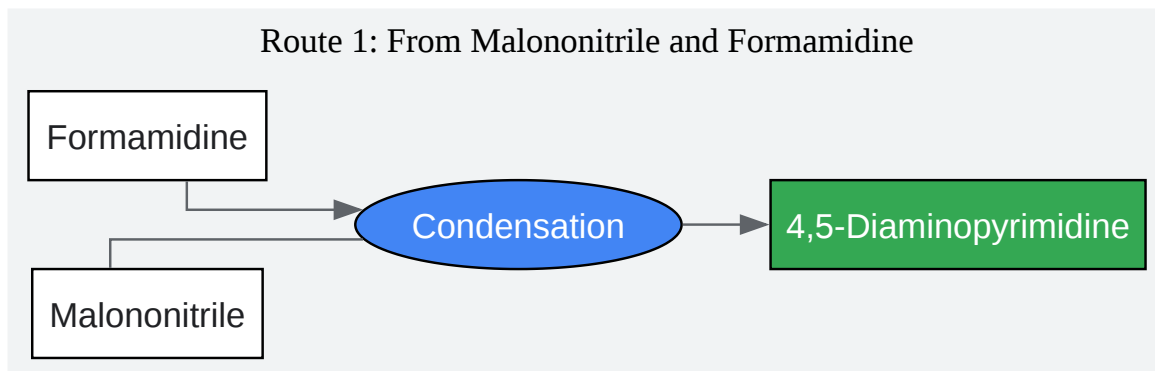 Route 1: From Malononitrile and Formamidine
Formamidine
Condensation
4,5-Diaminopyrimidine
Malononitrile